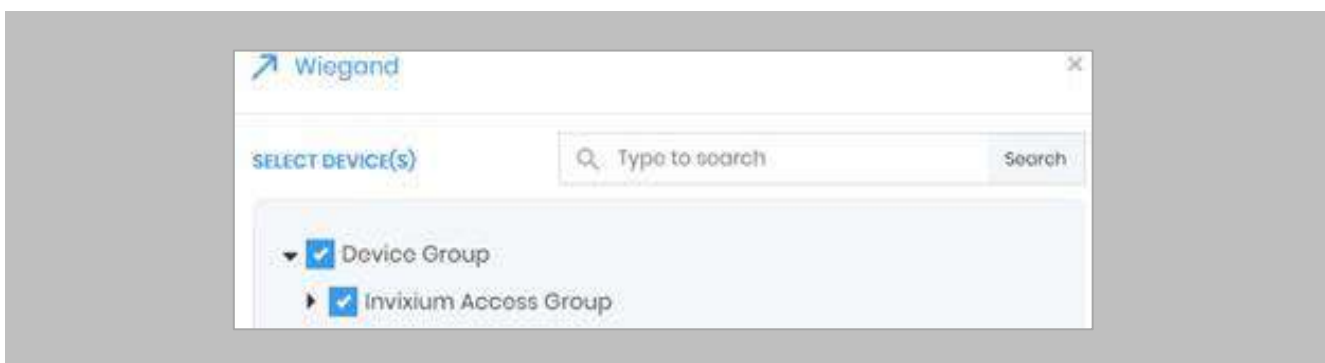 Wiegand
SELECT DEVICE(S)
Type to search
Search
Device Group
Invixium Access Group